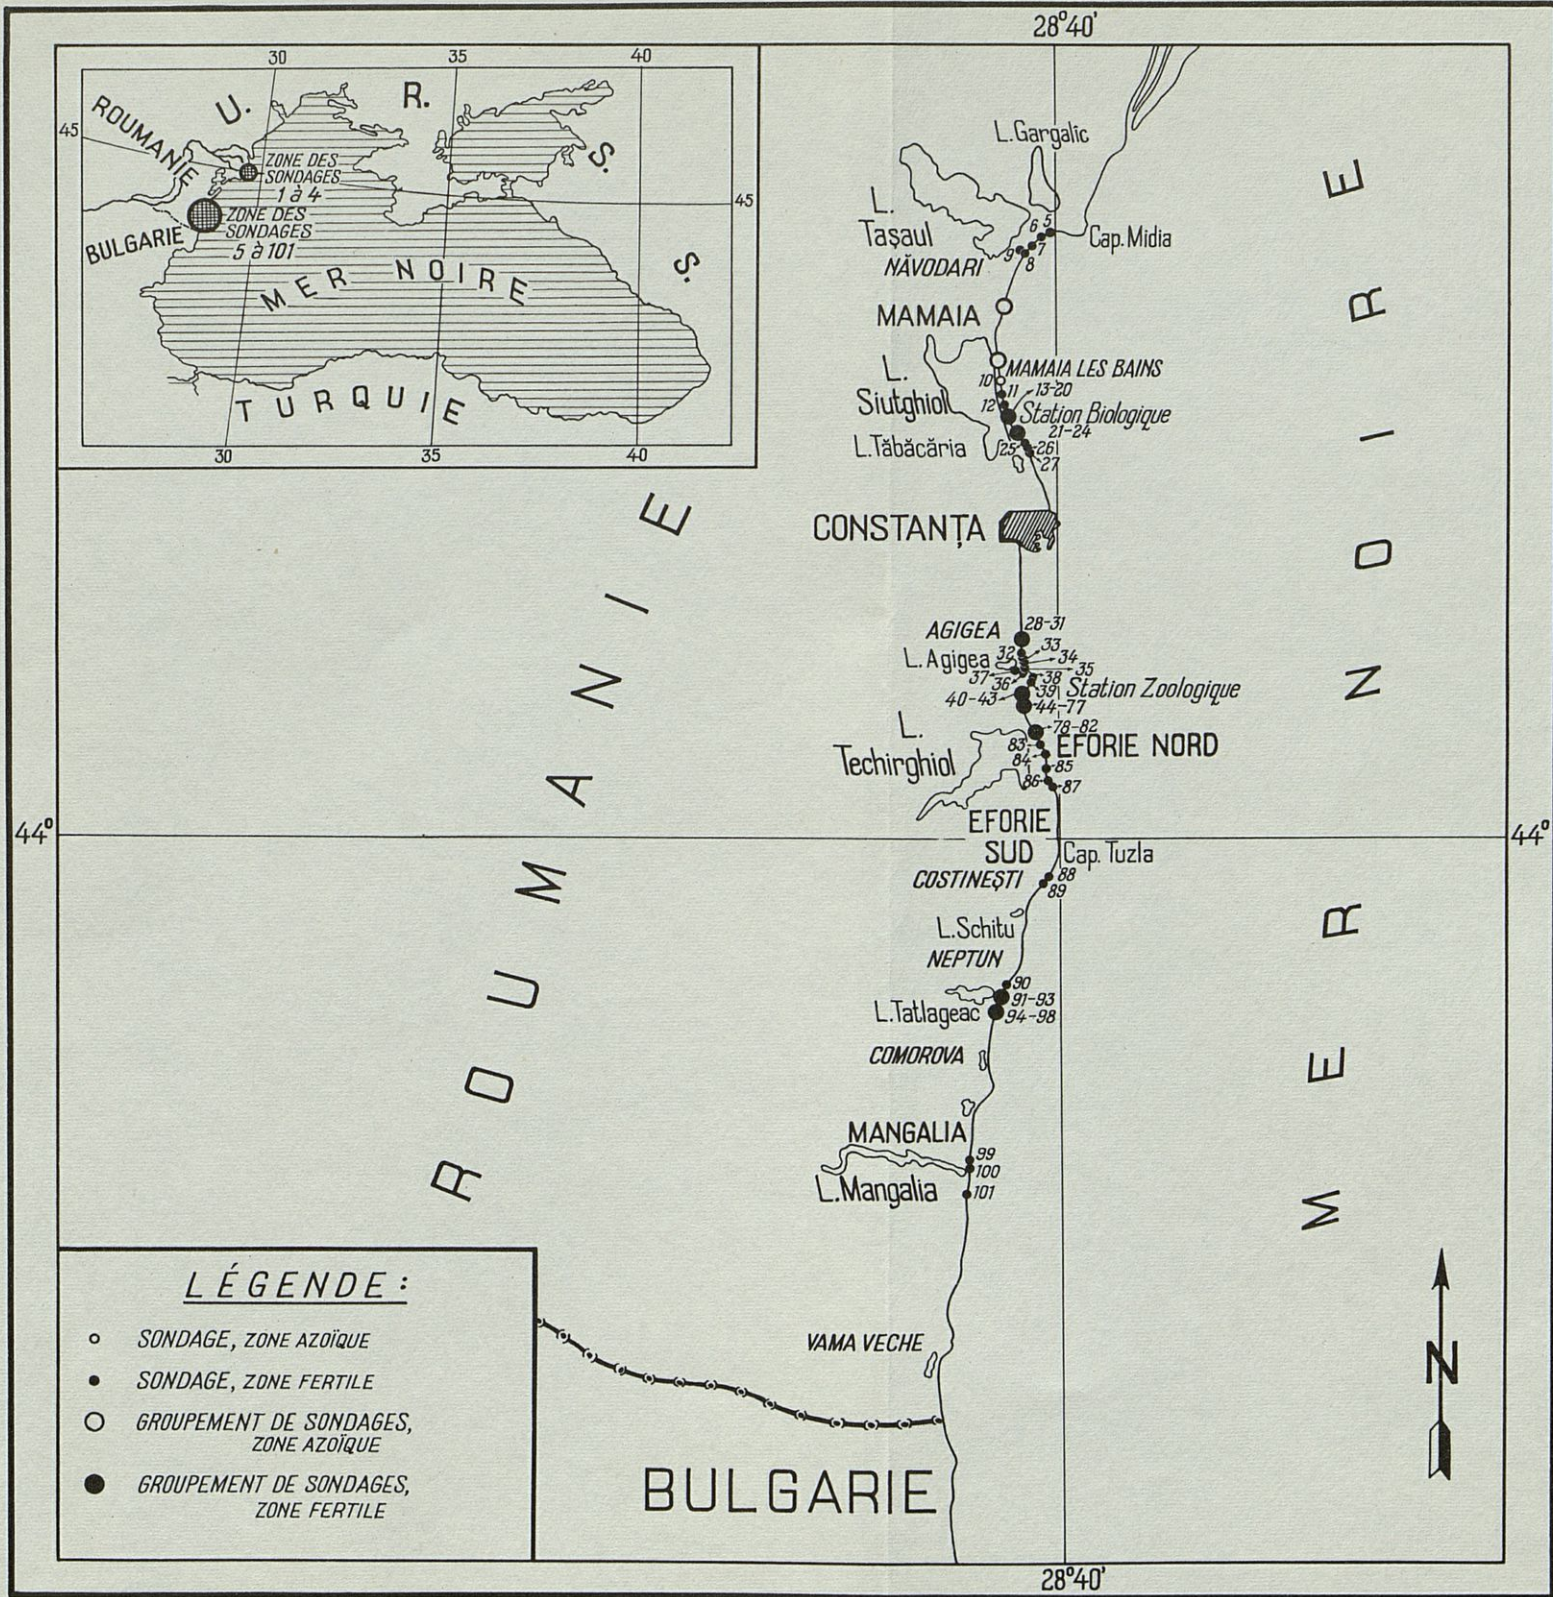 28°40'
30
35
40
45
45
30
35
40
ROUMANIE
U. R. S. S.
ZONE DES
SONDAGES
1 à 4
ZONE DES
SONDAGES
5 à 101
BULGARIE
MER NOIRE
TURQUIE
L. Gargalic
L.
Taşaul
6
5
7
9
8
Cap. Midia
NĂVODARI
MAMAIA
MAMAIA LES BAINS
L.
Siutghiol
10
11
13-20
12
Station Biologique
21-24
L. Tăbăcăria
25
26
27
CONSTANŢA
AGIGEA
28-31
L. Agigea
32
33
34
35
37
36
38
39
Station Zoologique
40-43
44-77
L.
Techirghiol
78-82
83
EFORIE NORD
84
85
86
87
44°
44°
EFORIE
SUD
Cap. Tuzla
COSTINEŞTI
88
89
L. Schitu
NEPTUN
90
91-93
L. Tatlageac
94-98
COMOROVA
MANGALIA
99
100
L. Mangalia
101
VAMA VECHE
BULGARIE
ROUMANIE
MER NOIRE
N
LÉGENDE:
SONDAGE, ZONE AZOÏQUE
SONDAGE, ZONE FERTILE
GROUPEMENT DE SONDAGES,
ZONE AZOÏQUE
GROUPEMENT DE SONDAGES,
ZONE FERTILE
28°40'